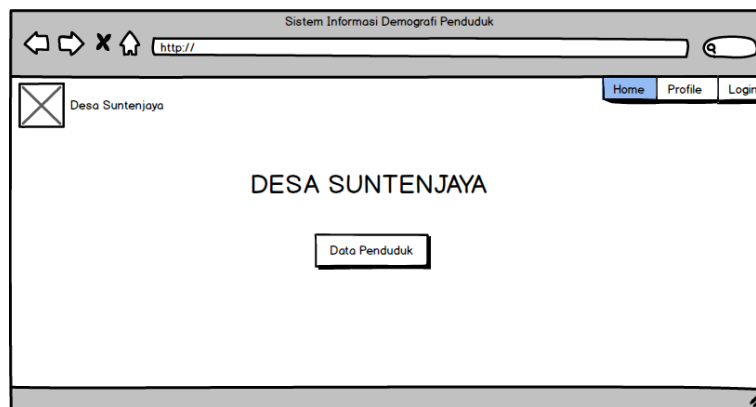 Sistem Informasi Demografi Penduduk
http://
Desa Suntenjaya
Home Profile Login
DESA SUNTENJAYA
Data Penduduk